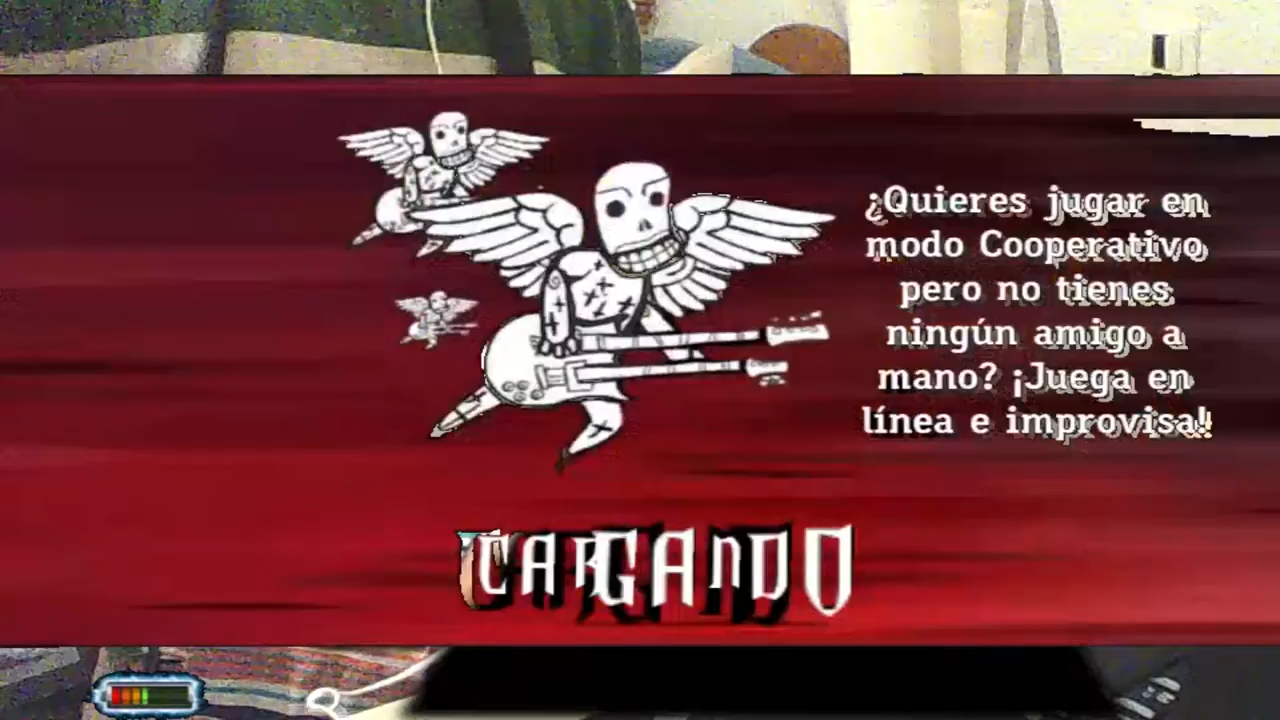 ¿Quieres jugar en
modo Cooperativo
pero no tienes
ningún amigo a
mano? ¡Juega en
línea e improvisa!
CARGANDO